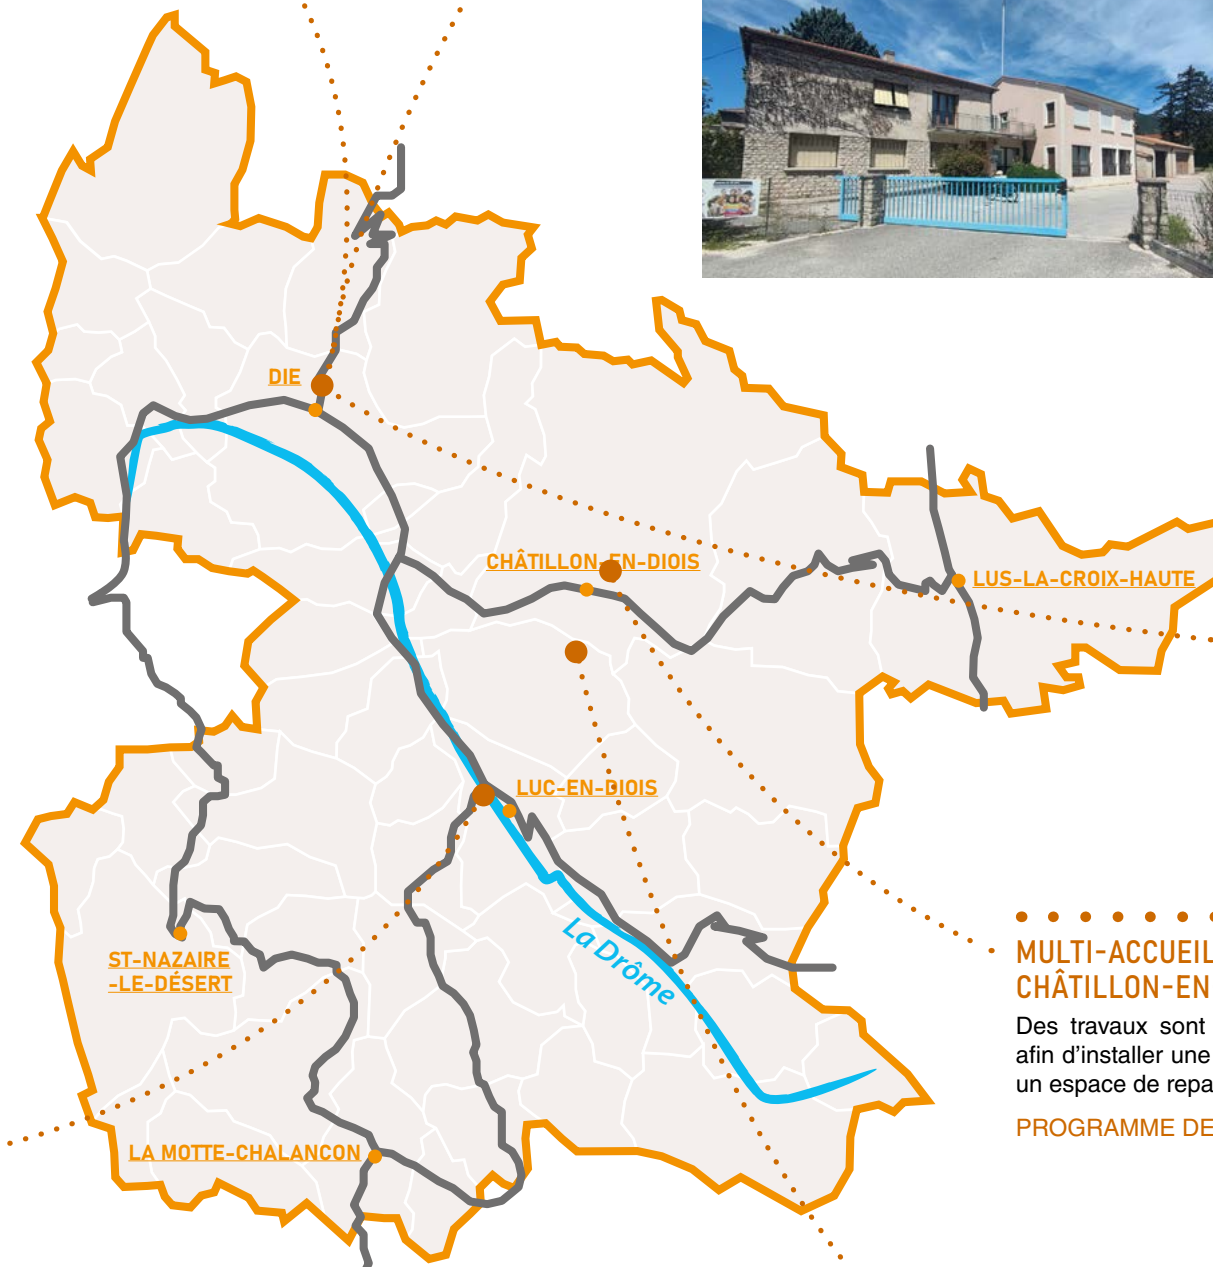 DIE
CHÂTILLON-EN-DIOIS
LUS-LA-CROIX-HAUTE
LUC-EN-DIOIS
La Drôme
ST-NAZAIRE
-LE-DÉSERT
LA MOTTE-CHALANCON
MULTI-ACCUEIL
CHÂTILLON-EN
Des travaux sont
afin d'installer une
un espace de repa
PROGRAMME DE